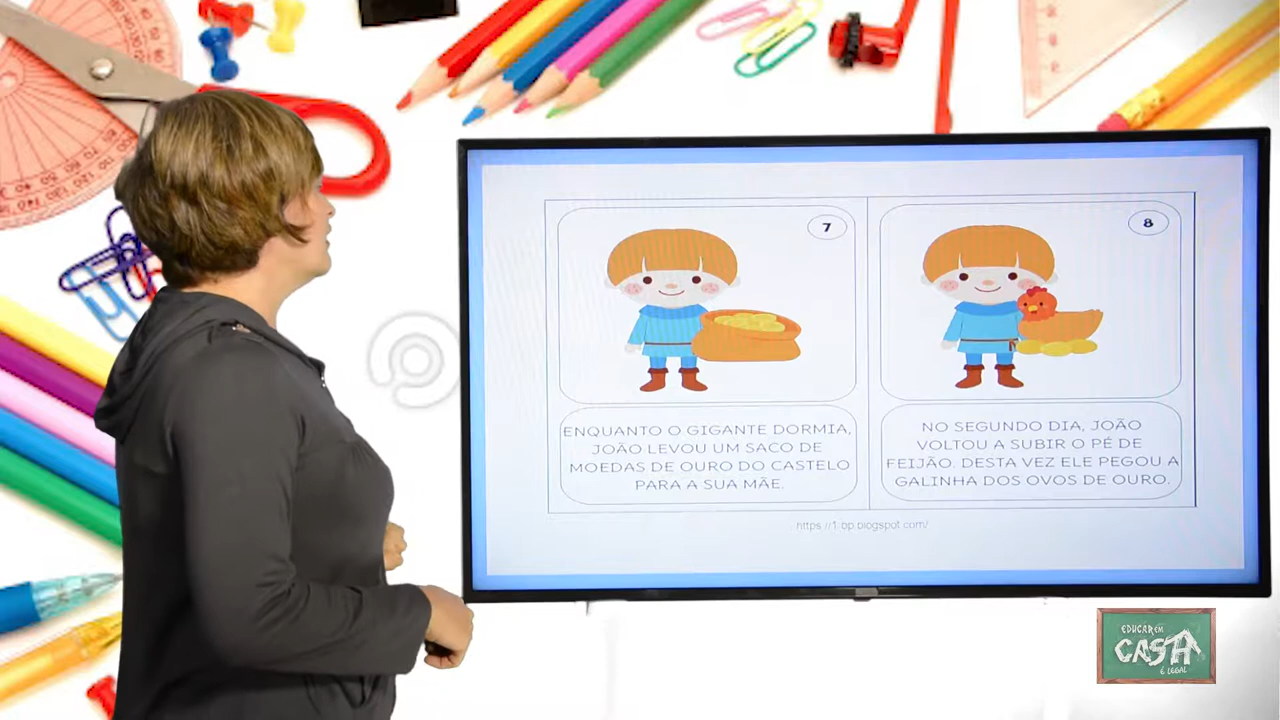 7
ENQUANTO O GIGANTE DORMIA,
JOÃO LEVOU UM SACO DE
MOEDAS DE OURO DO CASTELO
PARA A SUA MÃE.
8
NO SEGUNDO DIA, JOÃO
VOLTOU A SUBIR O PÉ DE
FEIJÃO. DESTA VEZ ELE PEGOU A
GALINHA DOS OVOS DE OURO.
https://1.bp.blogspot.com/
EDUCAR EM
CASA
É LEGAL